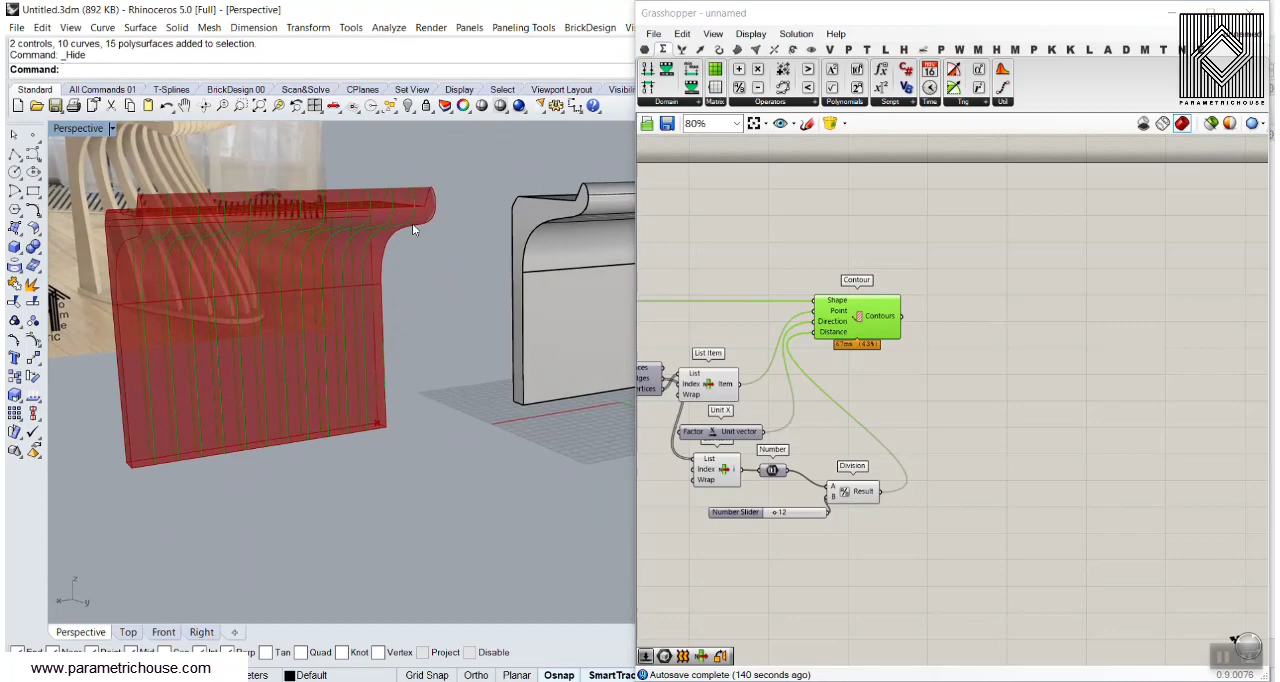 Untitled.3dm (892 KB) - Rhinoceros 5.0 [Full] - [Perspective]
File Edit View Curve Surface Solid Mesh Dimension Transform Tools Analyze Render Panels Paneling Tools BrickDesign
2 controls, 10 curves, 15 polysurfaces added to selection.
Command: _Hide
Command:
Standard All Commands 01 T-Splines BrickDesign 00 Scan&Solve CPlanes Set View Display Select Viewport Layout
Perspective
Perspective Top Front Right
Tan Quad Knot Vertex Project Disable
Default Grid Snap Ortho Osnap
www.parametrichouse.com
Grasshopper - unnamed
File Edit View Display Solution Help
V P T L H P W M H M P K K L A D M T
Domain Matrix Operators Polynomials Script Time Trig Util
80%
PARAMETRICHOUSE
Contour
Shape
Point
Direction
Distance
Contours
67ms (43%)
List Item
List
Index
Wrap
Item
Unit X
Factor Unit vector
List
Index
Wrap
i
Number
Division
A
B
Result
Number Slider 12
Autosave complete (140 seconds ago)
0.9.0076